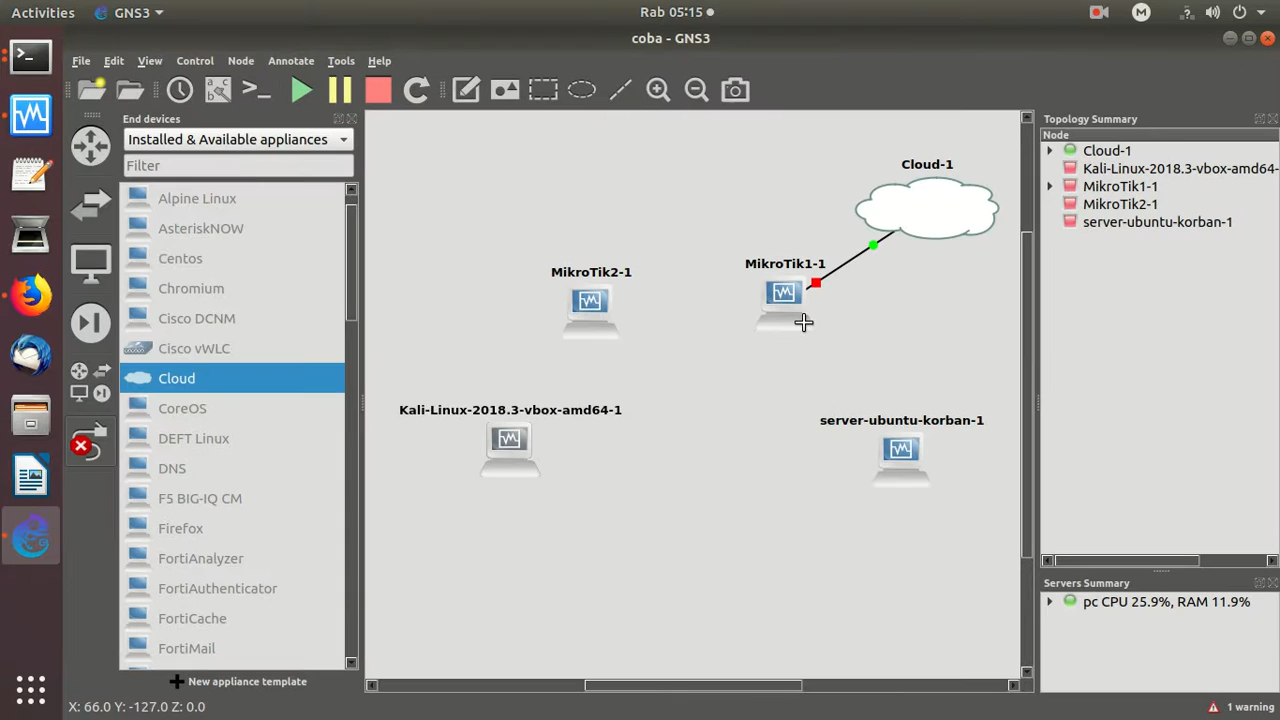 Activities
GNS3
Rab 05:15
M
coba - GNS3
File Edit View Control Node Annotate Tools Help
End devices
Installed & Available appliances
Filter
Alpine Linux
AsteriskNOW
Centos
Chromium
Cisco DCNM
Cisco vWLC
Cloud
CoreOS
DEFT Linux
DNS
F5 BIG-IQ CM
Firefox
FortiAnalyzer
FortiAuthenticator
FortiCache
FortiMail
New appliance template
Cloud-1
MikroTik1-1
MikroTik2-1
Kali-Linux-2018.3-vbox-amd64-1
server-ubuntu-korban-1
Topology Summary
Node
Cloud-1
Kali-Linux-2018.3-vbox-amd64-
MikroTik1-1
MikroTik2-1
server-ubuntu-korban-1
Servers Summary
pc CPU 25.9%, RAM 11.9%
X: 66.0 Y: -127.0 Z: 0.0
1 warning